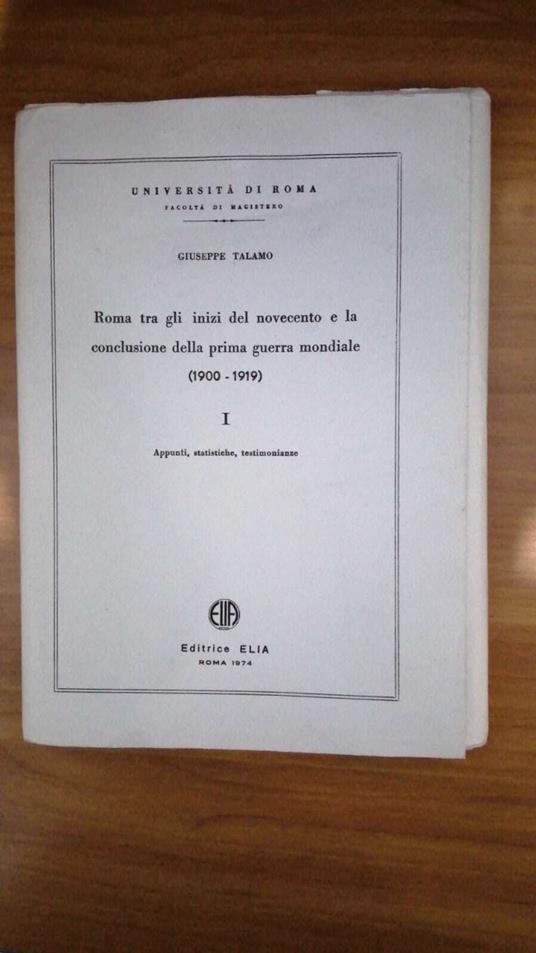 UNIVERSITÀ DI ROMA
FACOLTÀ DI MAGISTERO
GIUSEPPE TALAMO
Roma tra gli inizi del novecento e la
conclusione della prima guerra mondiale
(1900 - 1919)
I
Appunti, statistiche, testimonianze
ELIA
Editrice ELIA
ROMA 1974